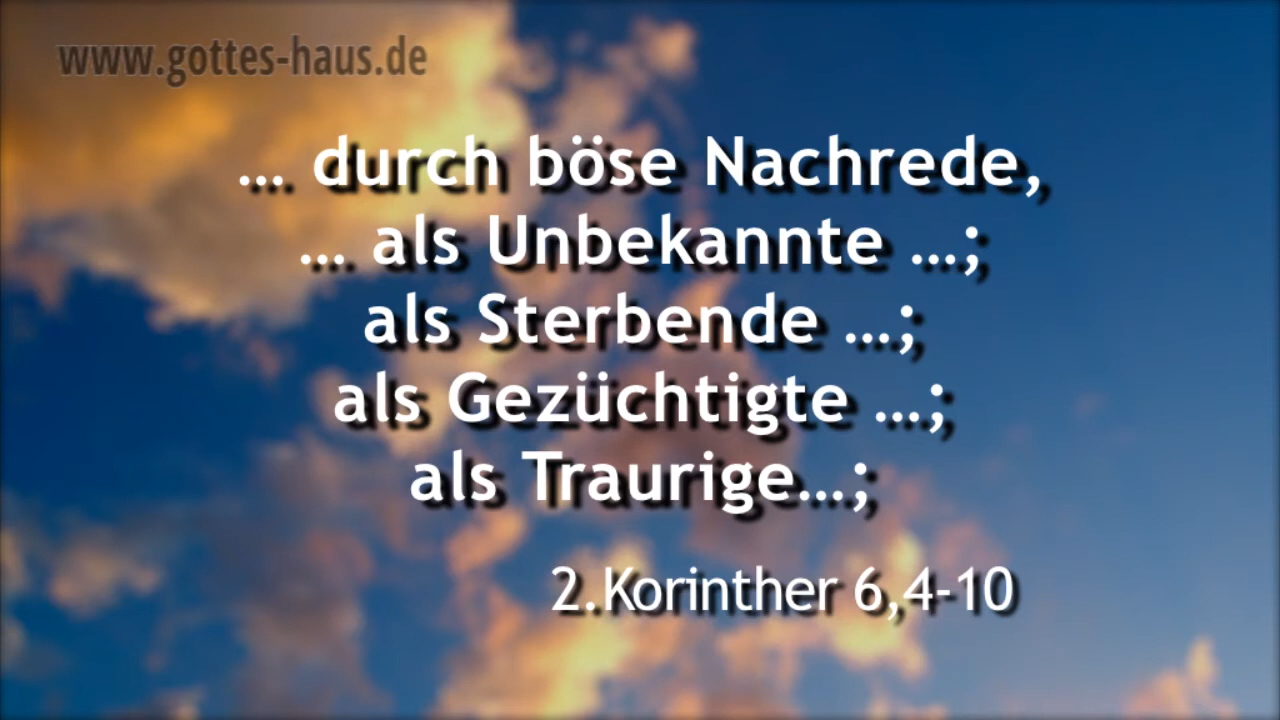 www.gottes-haus.de
... durch böse Nachrede,
... als Unbekannte ...;
als Sterbende ...;
als Gezüchtigte ...;
als Traurige...;
2.Korinther 6,4-10